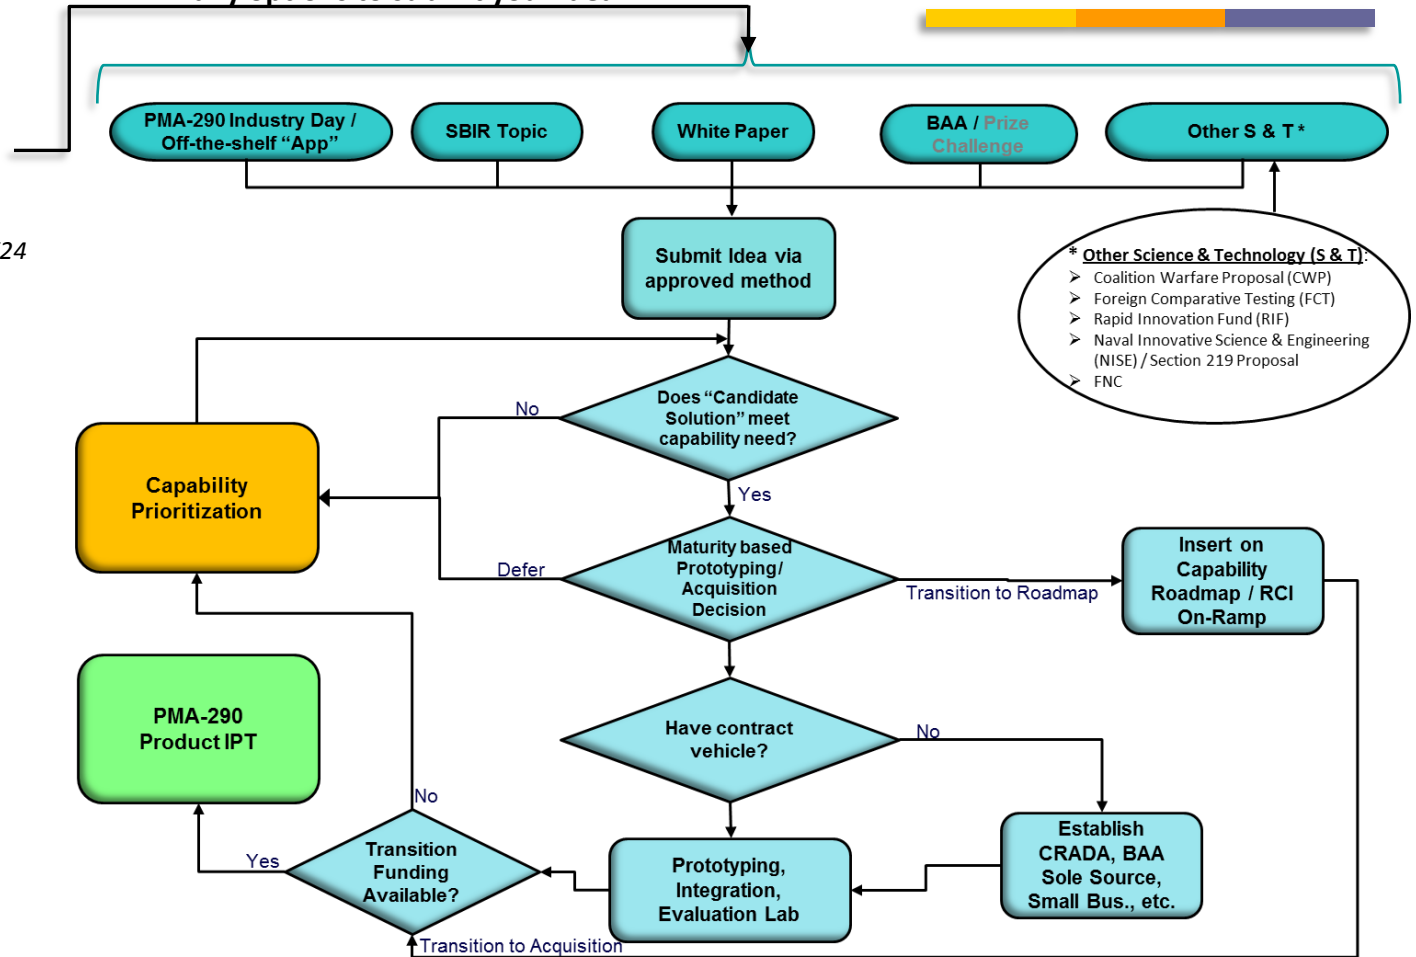 PMA-290 Industry Day /
Off-the-shelf “App”
SBIR Topic
White Paper
BAA / Prize
Challenge
Other S & T *
24
Submit Idea via
approved method
* Other Science & Technology (S & T):
➢ Coalition Warfare Proposal (CWP)
➢ Foreign Comparative Testing (FCT)
➢ Rapid Innovation Fund (RIF)
➢ Naval Innovative Science & Engineering
(NISE) / Section 219 Proposal
➢ FNC
Does “Candidate
Solution” meet
capability need?
No
Yes
Capability
Prioritization
Maturity based
Prototyping/
Acquisition
Decision
Defer
Transition to Roadmap
Insert on
Capability
Roadmap / RCI
On-Ramp
PMA-290
Product IPT
Have contract
vehicle?
No
Establish
CRADA, BAA
Sole Source,
Small Bus., etc.
Prototyping,
Integration,
Evaluation Lab
Transition
Funding
Available?
No
Yes
Transition to Acquisition